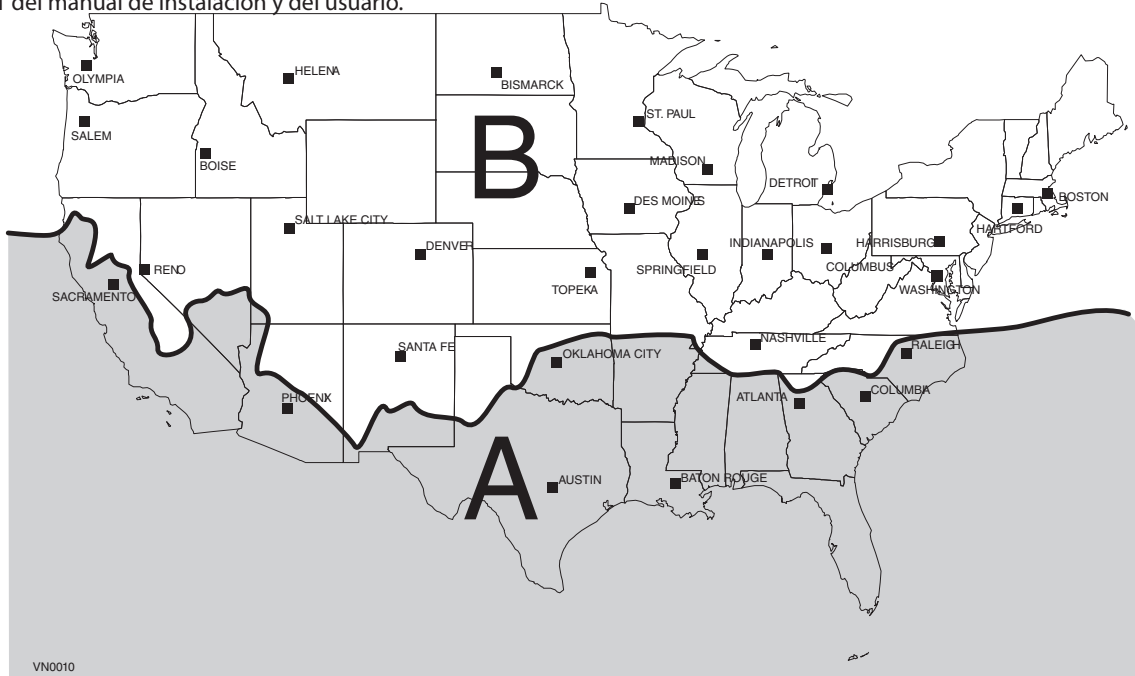 del manual de instalación y del usuario.
OLYMPIA
HELENA
BISMARCK
ST. PAUL
SALEM
BOISE
MADISON
DETROIT
BOSTON
DES MOINES
HARTFORD
SALT LAKE CITY
DENVER
INDIANAPOLIS
HARRISBURG
RENO
SPRINGFIELD
COLUMBUS
TOPEKA
WASHINGTON
SACRAMENTO
B
NASHVILLE
SANTA FE
OKLAHOMA CITY
RALEIGH
PHOENIX
ATLANTA
COLUMBIA
AUSTIN
BATON ROUGE
A
VN0010